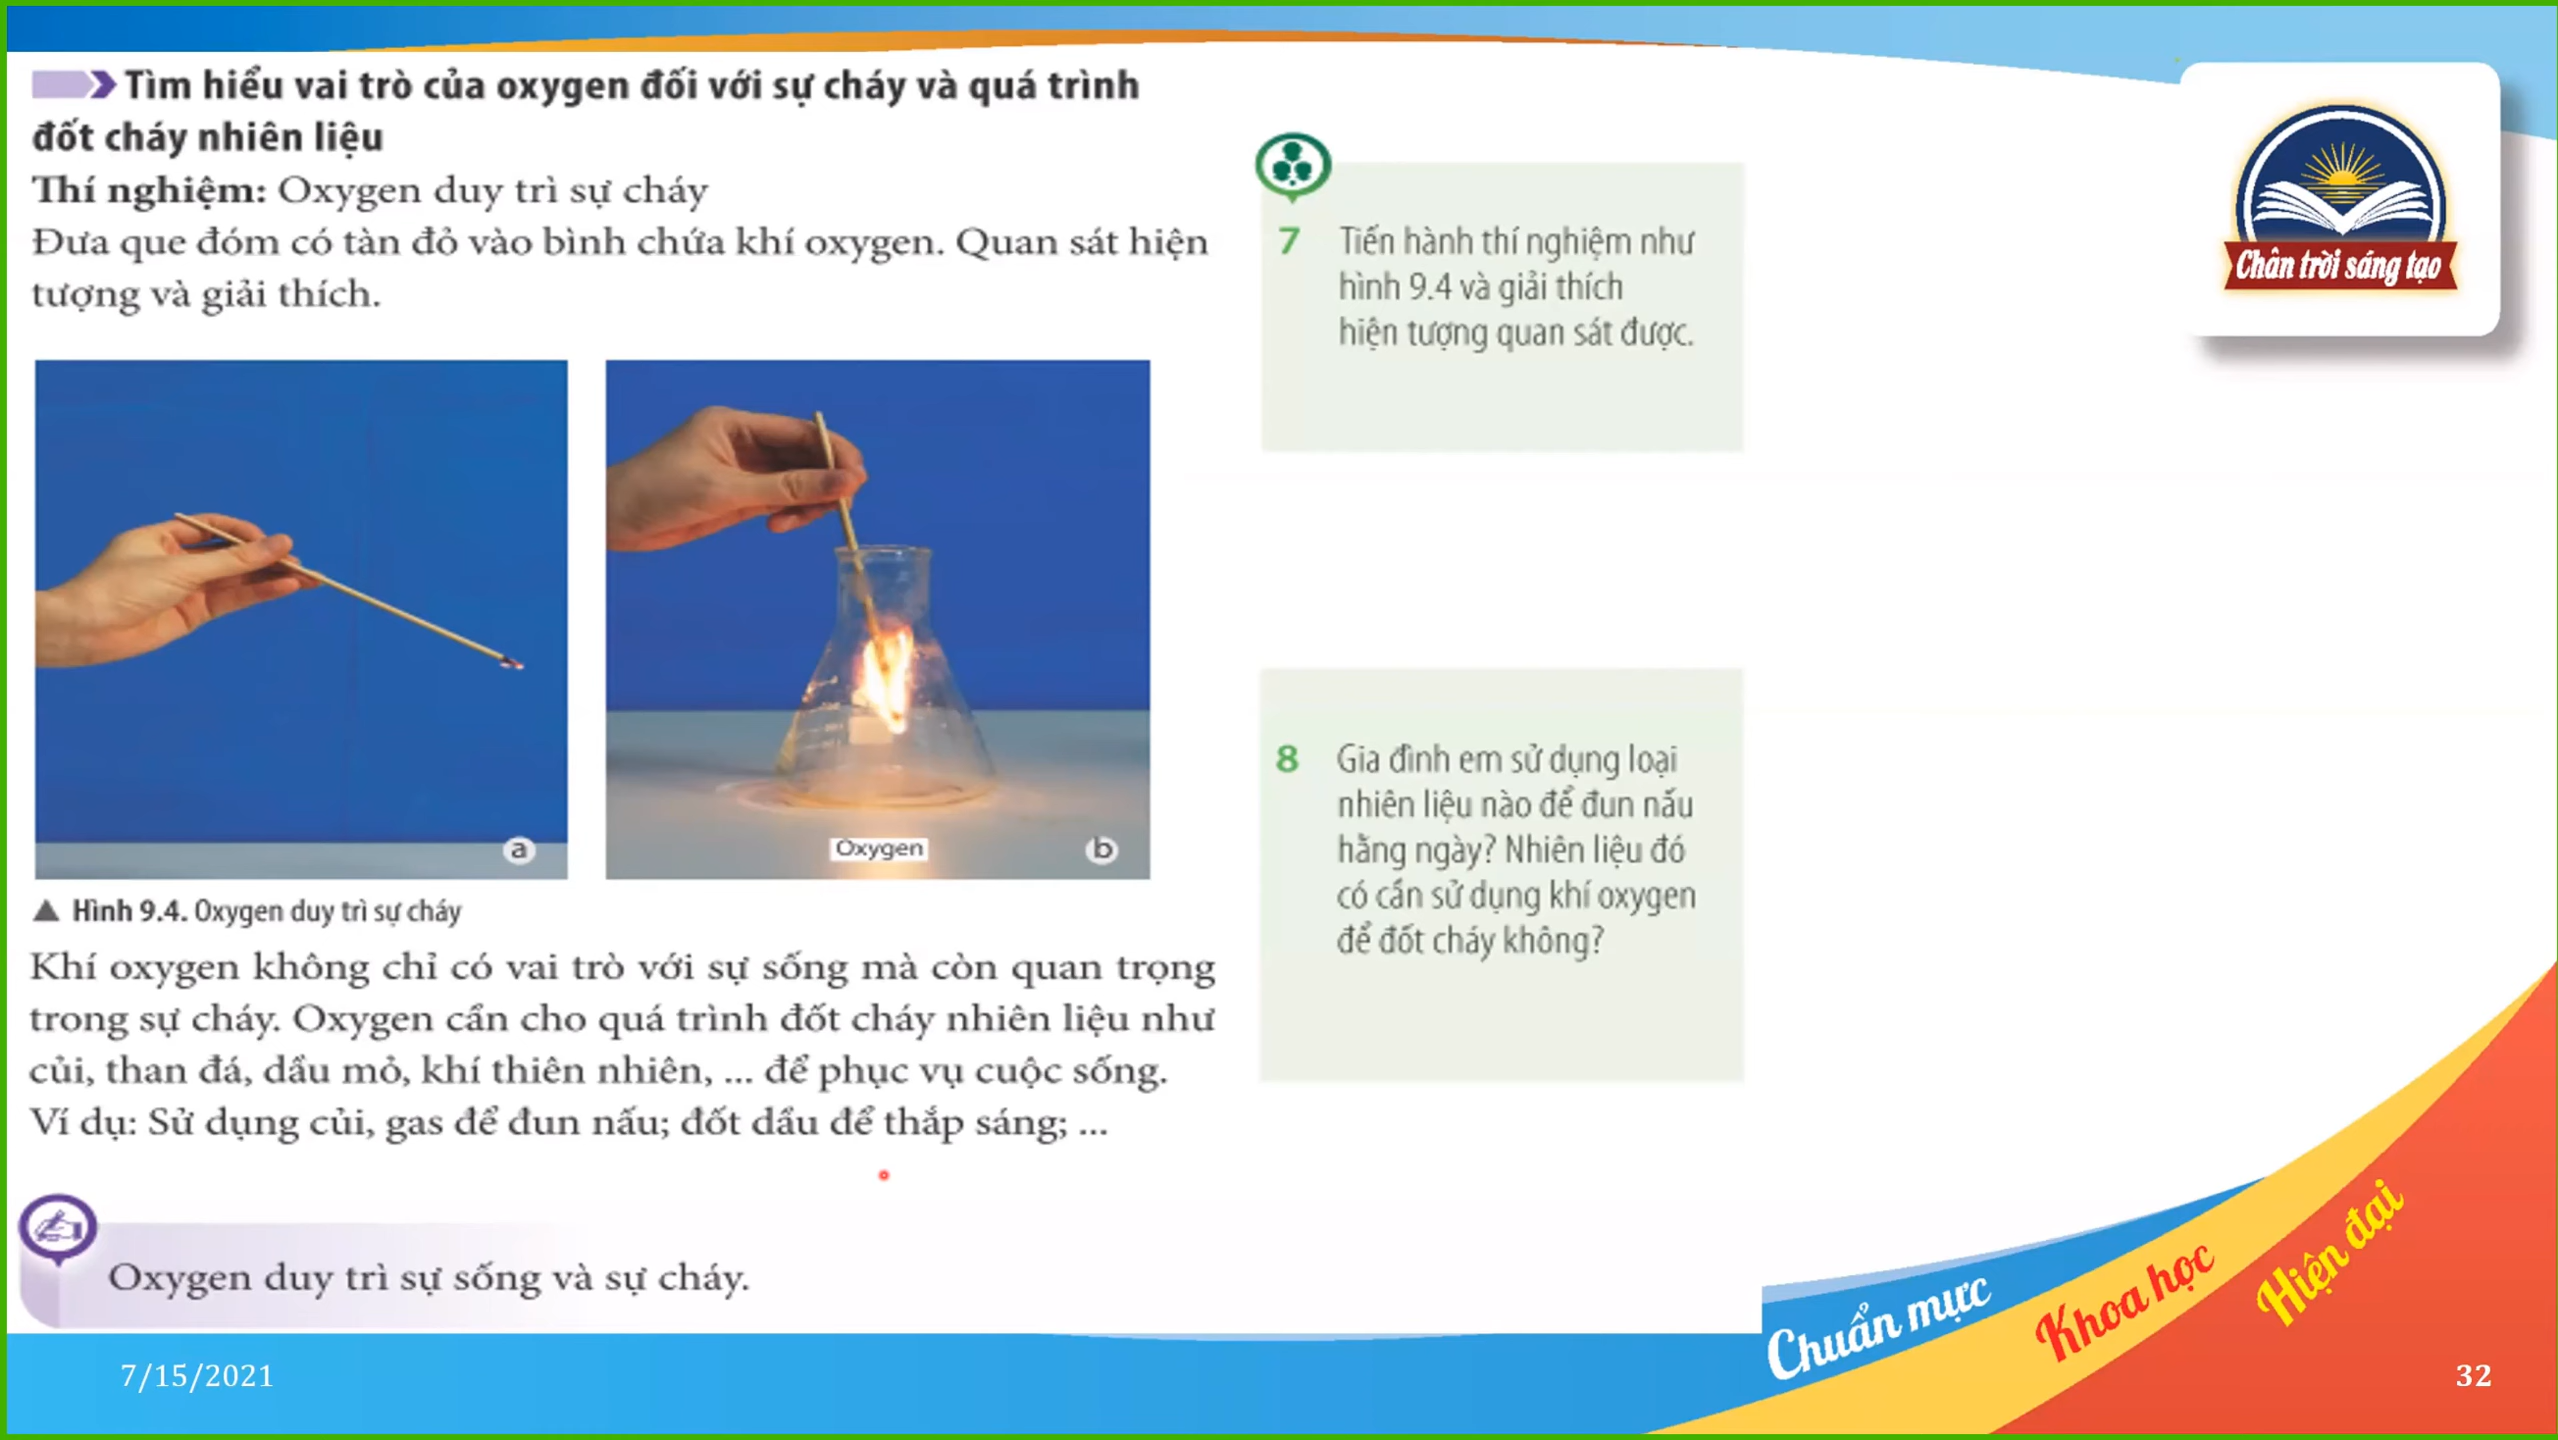 Tìm hiểu vai trò của oxygen đối với sự cháy và quá trình
đốt cháy nhiên liệu
Thí nghiệm: Oxygen duy trì sự cháy
Đưa que đóm có tàn đỏ vào bình chứa khí oxygen. Quan sát hiện
tượng và giải thích.
a
Oxygen
b
▲ Hình 9.4. Oxygen duy trì sự cháy
Khí oxygen không chỉ có vai trò với sự sống mà còn quan trọng
trong sự cháy. Oxygen cần cho quá trình đốt cháy nhiên liệu như
củi, than đá, dầu mỏ, khí thiên nhiên, ... để phục vụ cuộc sống.
Ví dụ: Sử dụng củi, gas để đun nấu; đốt dầu để thắp sáng; ...
Oxygen duy trì sự sống và sự cháy.
7 Tiến hành thí nghiệm như
hình 9.4 và giải thích
hiện tượng quan sát được.
8 Gia đình em sử dụng loại
nhiên liệu nào để đun nấu
hằng ngày? Nhiên liệu đó
có cần sử dụng khí oxygen
để đốt cháy không?
Chân trời sáng tạo
Chuẩn mực
Khoa học
Hiện đại
7/15/2021
32